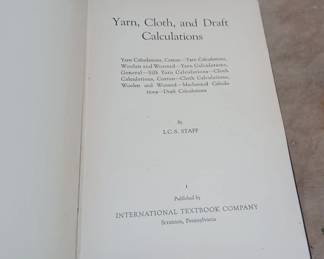 Yarn, Cloth, and Draft
Calculations
Yarn Calculations, Cotton—Yarn Calculations,
Woolen and Worsted—Yarn Calculations,
General—Silk Yarn Calculations—Cloth
Calculations, Cotton—Cloth Calculations,
Woolen and Worsted—Mechanical Calcula-
tions—Draft Calculations
By
I.C.S. STAFF
1
Published by
INTERNATIONAL TEXTBOOK COMPANY
Scranton, Pennsylvania